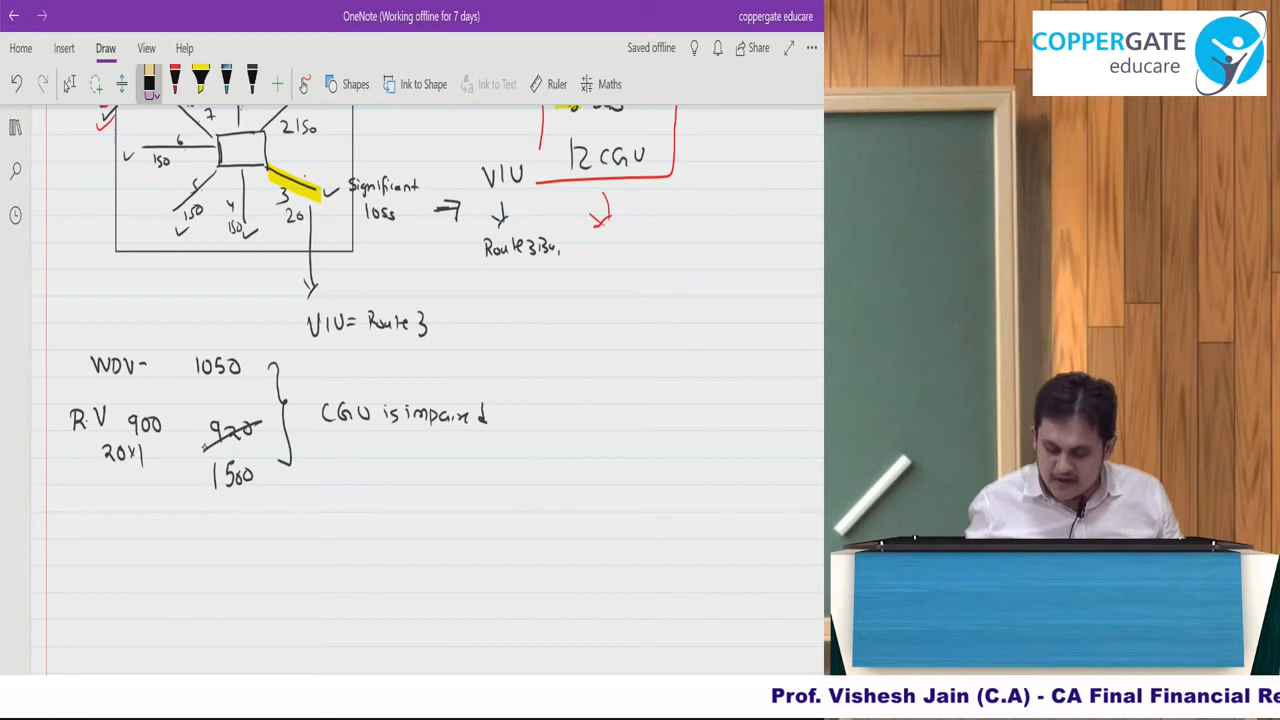 OneNote (Working offline for 7 days)
coppergate educare
Home Insert Draw View Help
Saved offline
Share
Shapes
Ink to Shape
Ink to Text
Ruler
Maths
COPPERGATE
educare
7
2 150
6
150
12 CGU
VIU
5
150
4
150
3
20
Significant
loss
Route 3
VIU = Route 3
WDV- 1050
R.V 900 920
20x1
1500
CGU is impaired
Prof. Vishesh Jain (C.A) - CA Final Financial Re